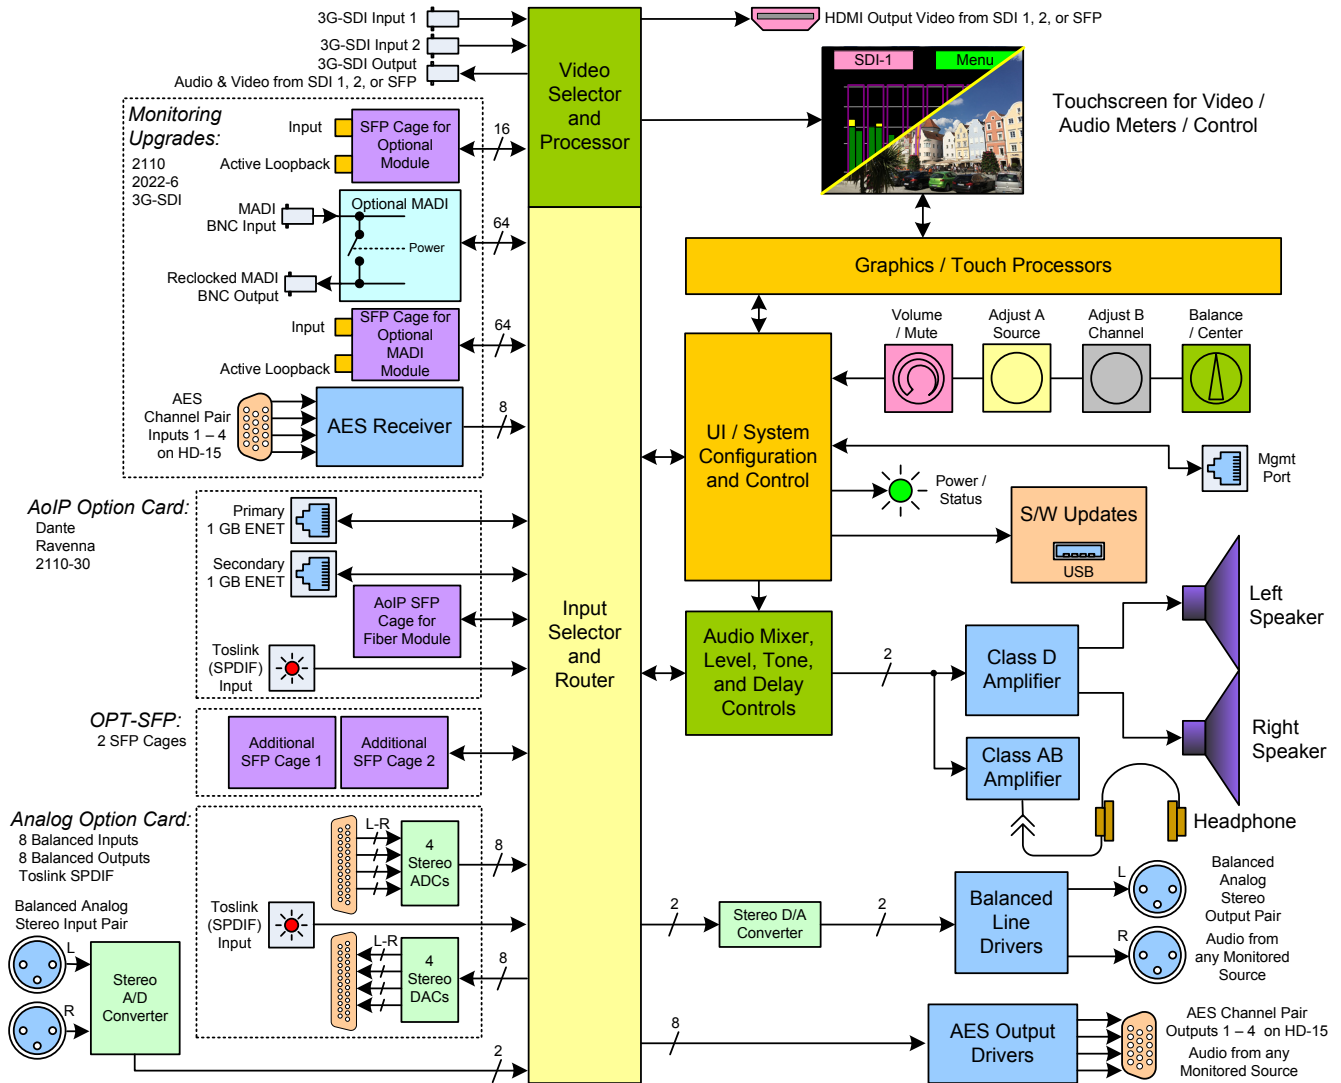 3G-SDI Input 1
3G-SDI Input 2
3G-SDI Output
Audio & Video from SDI 1, 2, or SFP
Video
Selector
and
Processor
HDMI Output Video from SDI 1, 2, or SFP
SDI-1
Menu
Touchscreen for Video /
Audio Meters / Control
Monitoring
Upgrades:
2110
2022-6
3G-SDI
Input
Active Loopback
SFP Cage for
Optional
Module
16
MADI
BNC Input
Reclocked MADI
BNC Output
Optional MADI
Power
64
Input
Active Loopback
SFP Cage for
Optional
MADI
Module
64
AES
Channel Pair
Inputs 1 – 4
on HD-15
AES Receiver
8
Graphics / Touch Processors
Volume
/ Mute
Adjust A
Source
Adjust B
Channel
Balance
/ Center
UI / System
Configuration
and Control
Mgmt
Port
Power /
Status
S/W Updates
USB
AoIP Option Card:
Dante
Ravenna
2110-30
Primary
1 GB ENET
Secondary
1 GB ENET
AoIP SFP
Cage for
Fiber Module
Toslink
(SPDIF)
Input
Input
Selector
and
Router
Audio Mixer,
Level, Tone,
and Delay
Controls
2
Class D
Amplifier
Left
Speaker
Right
Speaker
Class AB
Amplifier
Headphone
OPT-SFP:
2 SFP Cages
Additional
SFP Cage 1
Additional
SFP Cage 2
Analog Option Card:
8 Balanced Inputs
8 Balanced Outputs
Toslink SPDIF
L-R
4
Stereo
ADCs
8
Toslink
(SPDIF)
Input
L-R
4
Stereo
DACs
8
Balanced Analog
Stereo Input Pair
L
R
Stereo
A/D
Converter
2
2
Stereo D/A
Converter
2
Balanced
Line
Drivers
L
R
Balanced
Analog
Stereo
Output Pair
Audio from
any Monitored
Source
8
AES Output
Drivers
AES Channel Pair
Outputs 1 – 4 on HD-15
Audio from any
Monitored Source